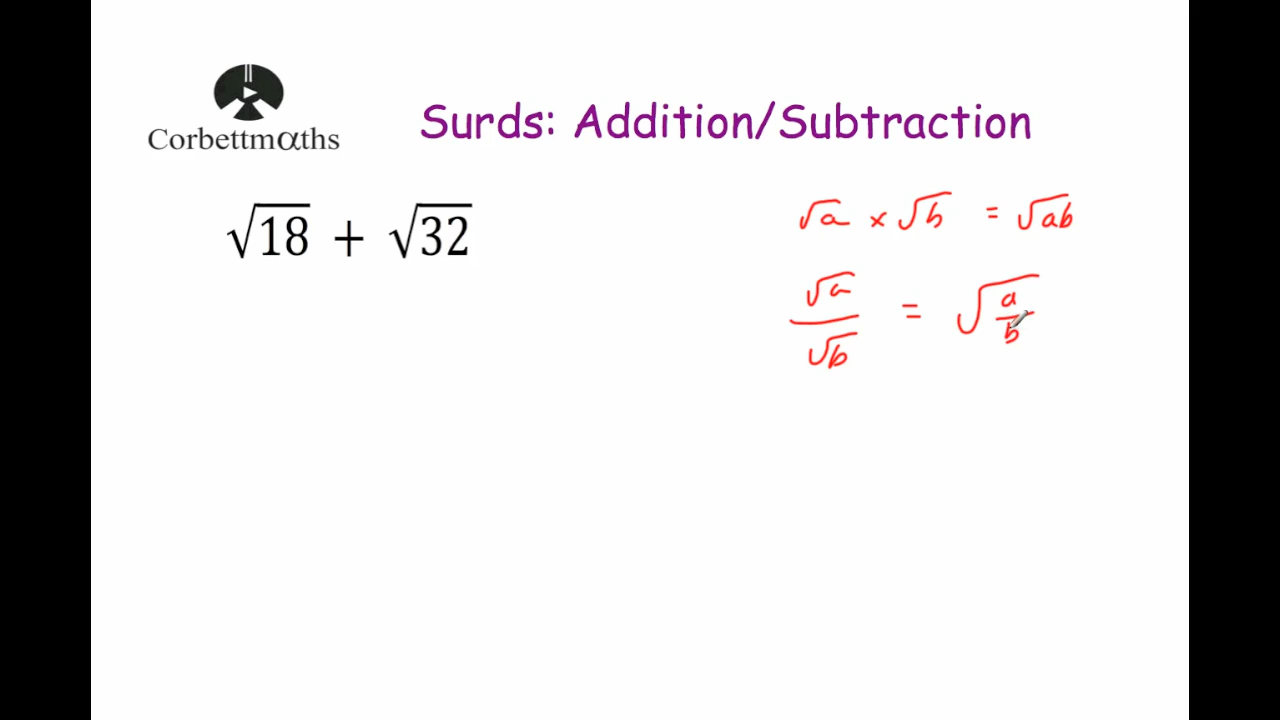 Corbettmαths
Surds: Addition/Subtraction
√18 + √32
√a × √b = √ab
√a/√b = √(a/b)